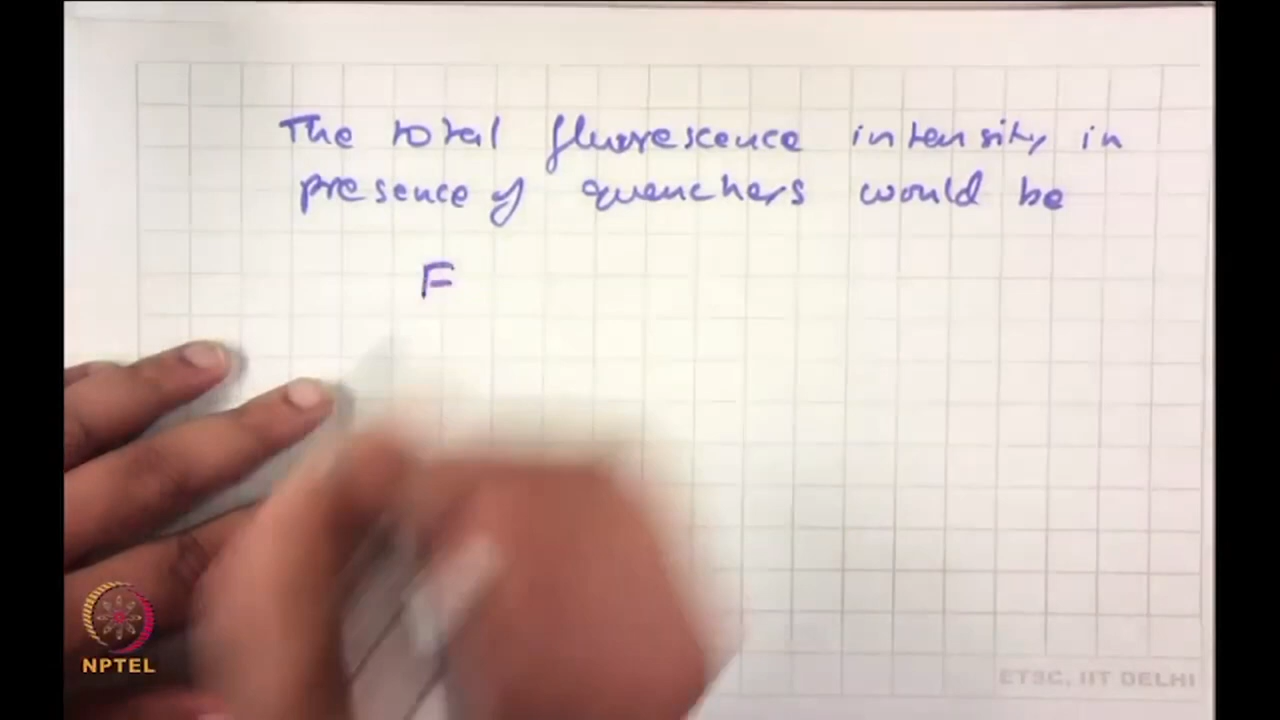 The total fluorescence intensity in
presence of quenchers would be
F
NPTEL
ETSC, IIT DELHI